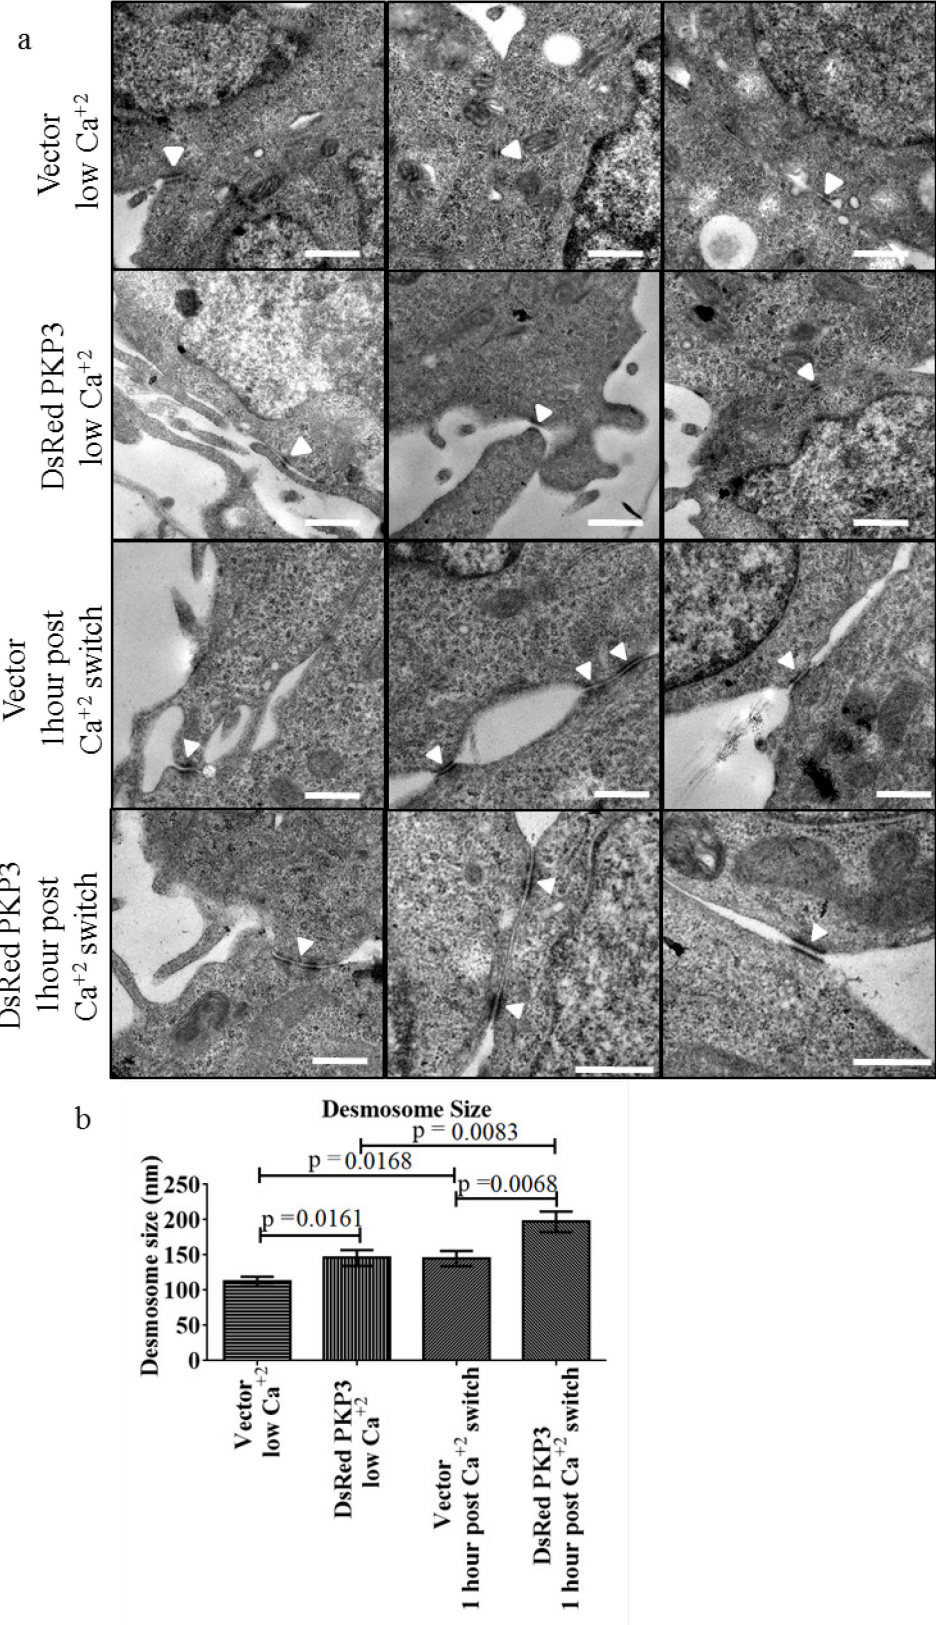 a
Vector
low Ca+2
DsRed PKP3
low Ca+2
Vector
1hour post
Ca+2 switch
DsRed PKP3
1hour post
Ca+2 switch
b
Desmosome Size
p = 0.0083
p = 0.0168
p =0.0068
p =0.0161
Desmosome size (nm)
250
200
150
100
50
0
Vector
low Ca+2
DsRed PKP3
low Ca+2
Vector
1 hour post Ca+2 switch
DsRed PKP3
1 hour post Ca+2 switch